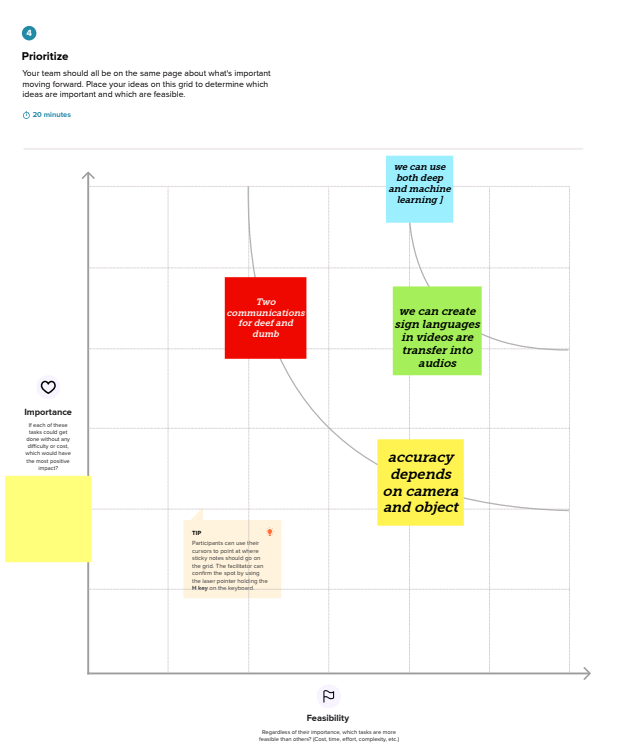 4
Prioritize
Your team should all be on the same page about what's important
moving forward. Place your ideas on this grid to determine which
ideas are important and which are feasible.
20 minutes
we can use
both deep
and machine
learning ]
Two
communications
for deef and
dumb
we can create
sign languages
in videos are
transfer into
audios
Importance
If each of these
tasks could get
done without any
difficulty or cost,
which would have
the most positive
impact?
accuracy
depends
on camera
and object
TIP
Participants can use their
cursors to point at where
sticky notes should go on
the grid. The facilitator can
confirm the spot by using
the laser pointer holding the
H key on the keyboard.
Feasibility
Regardless of their importance, which tasks are more
feasible than others? (Cost, time, effort, complexity, etc.)